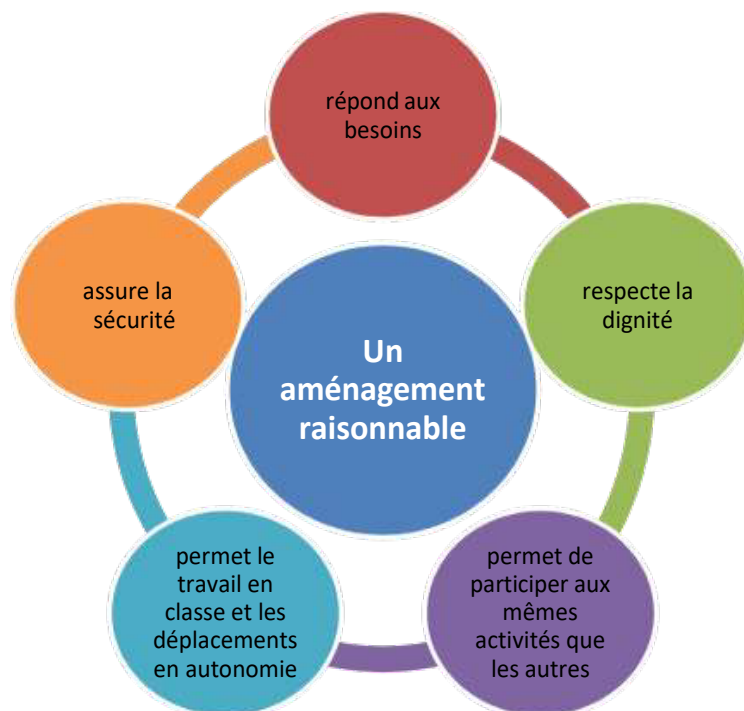 répond aux
besoins
respecte la
dignité
permet de
participer aux
mêmes
activités que
les autres
permet le
travail en
classe et les
déplacements
en autonomie
assure la
sécurité
Un
aménagement
raisonnable